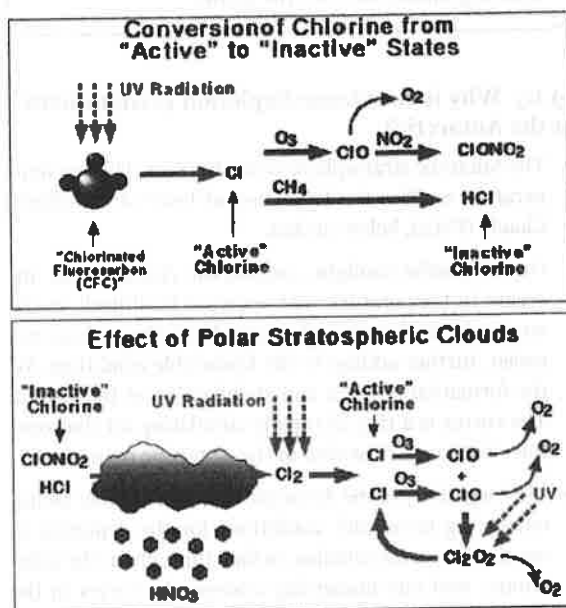 Conversionof Chlorine from
"Active" to "Inactive" States
UV Radiation
O₂
O₃
ClO
NO₂
ClONO₂
Cl
CH₄
HCl
"Chlorinated
Fluorocarbon
(CFC)"
"Active"
Chlorine
"Inactive"
Chlorine
Effect of Polar Stratospheric Clouds
"Inactive"
Chlorine
UV Radiation
"Active"
Chlorine
O₂
ClONO₂
HCl
Cl₂
Cl O₃ ClO
O₂
+
Cl O₃ ClO
UV
Cl₂O₂
O₂
HNO₃